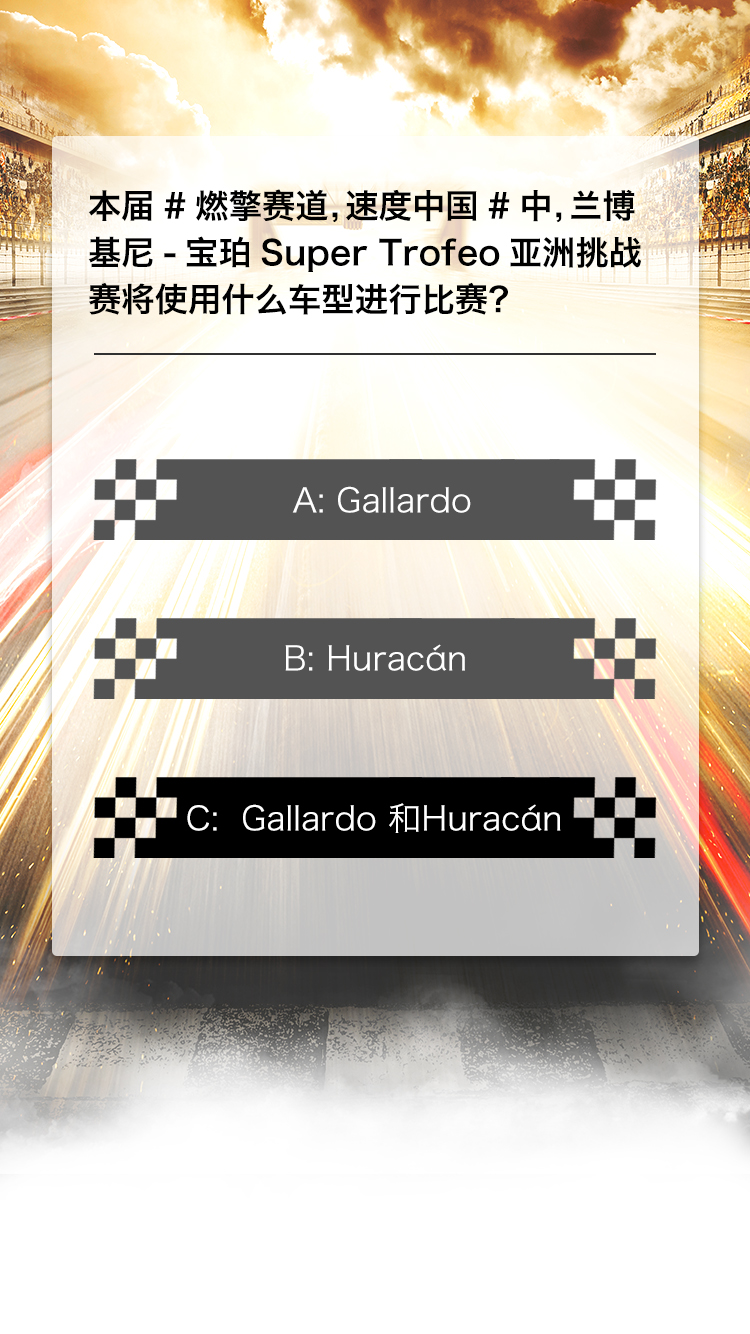 本届 # 燃擎赛道,速度中国 # 中,兰博
基尼 - 宝珀 Super Trofeo 亚洲挑战
赛将使用什么车型进行比赛?
A: Gallardo
B: Huracán
C: Gallardo 和Huracán